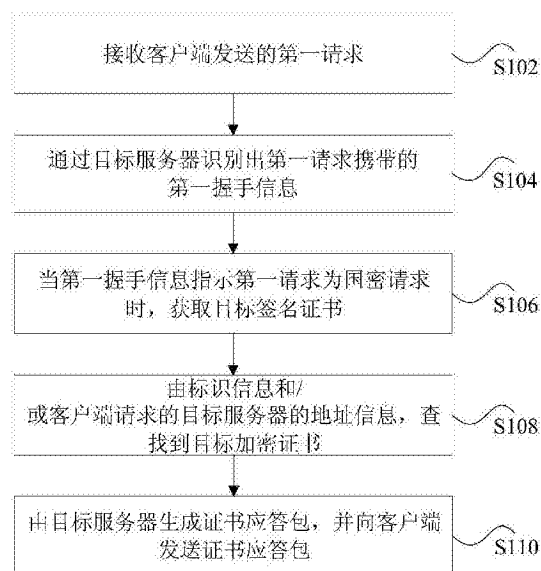 接收客户端发送的第一请求
S102
通过目标服务器识别出第一请求携带的
第一握手信息
S104
当第一握手信息指示第一请求为国密请求
时，获取目标签名证书
S106
由标识信息和/
或客户端请求的目标服务器的地址信息，查
找到目标加密证书
S108
由目标服务器生成证书应答包，并向客户端
发送证书应答包
S110